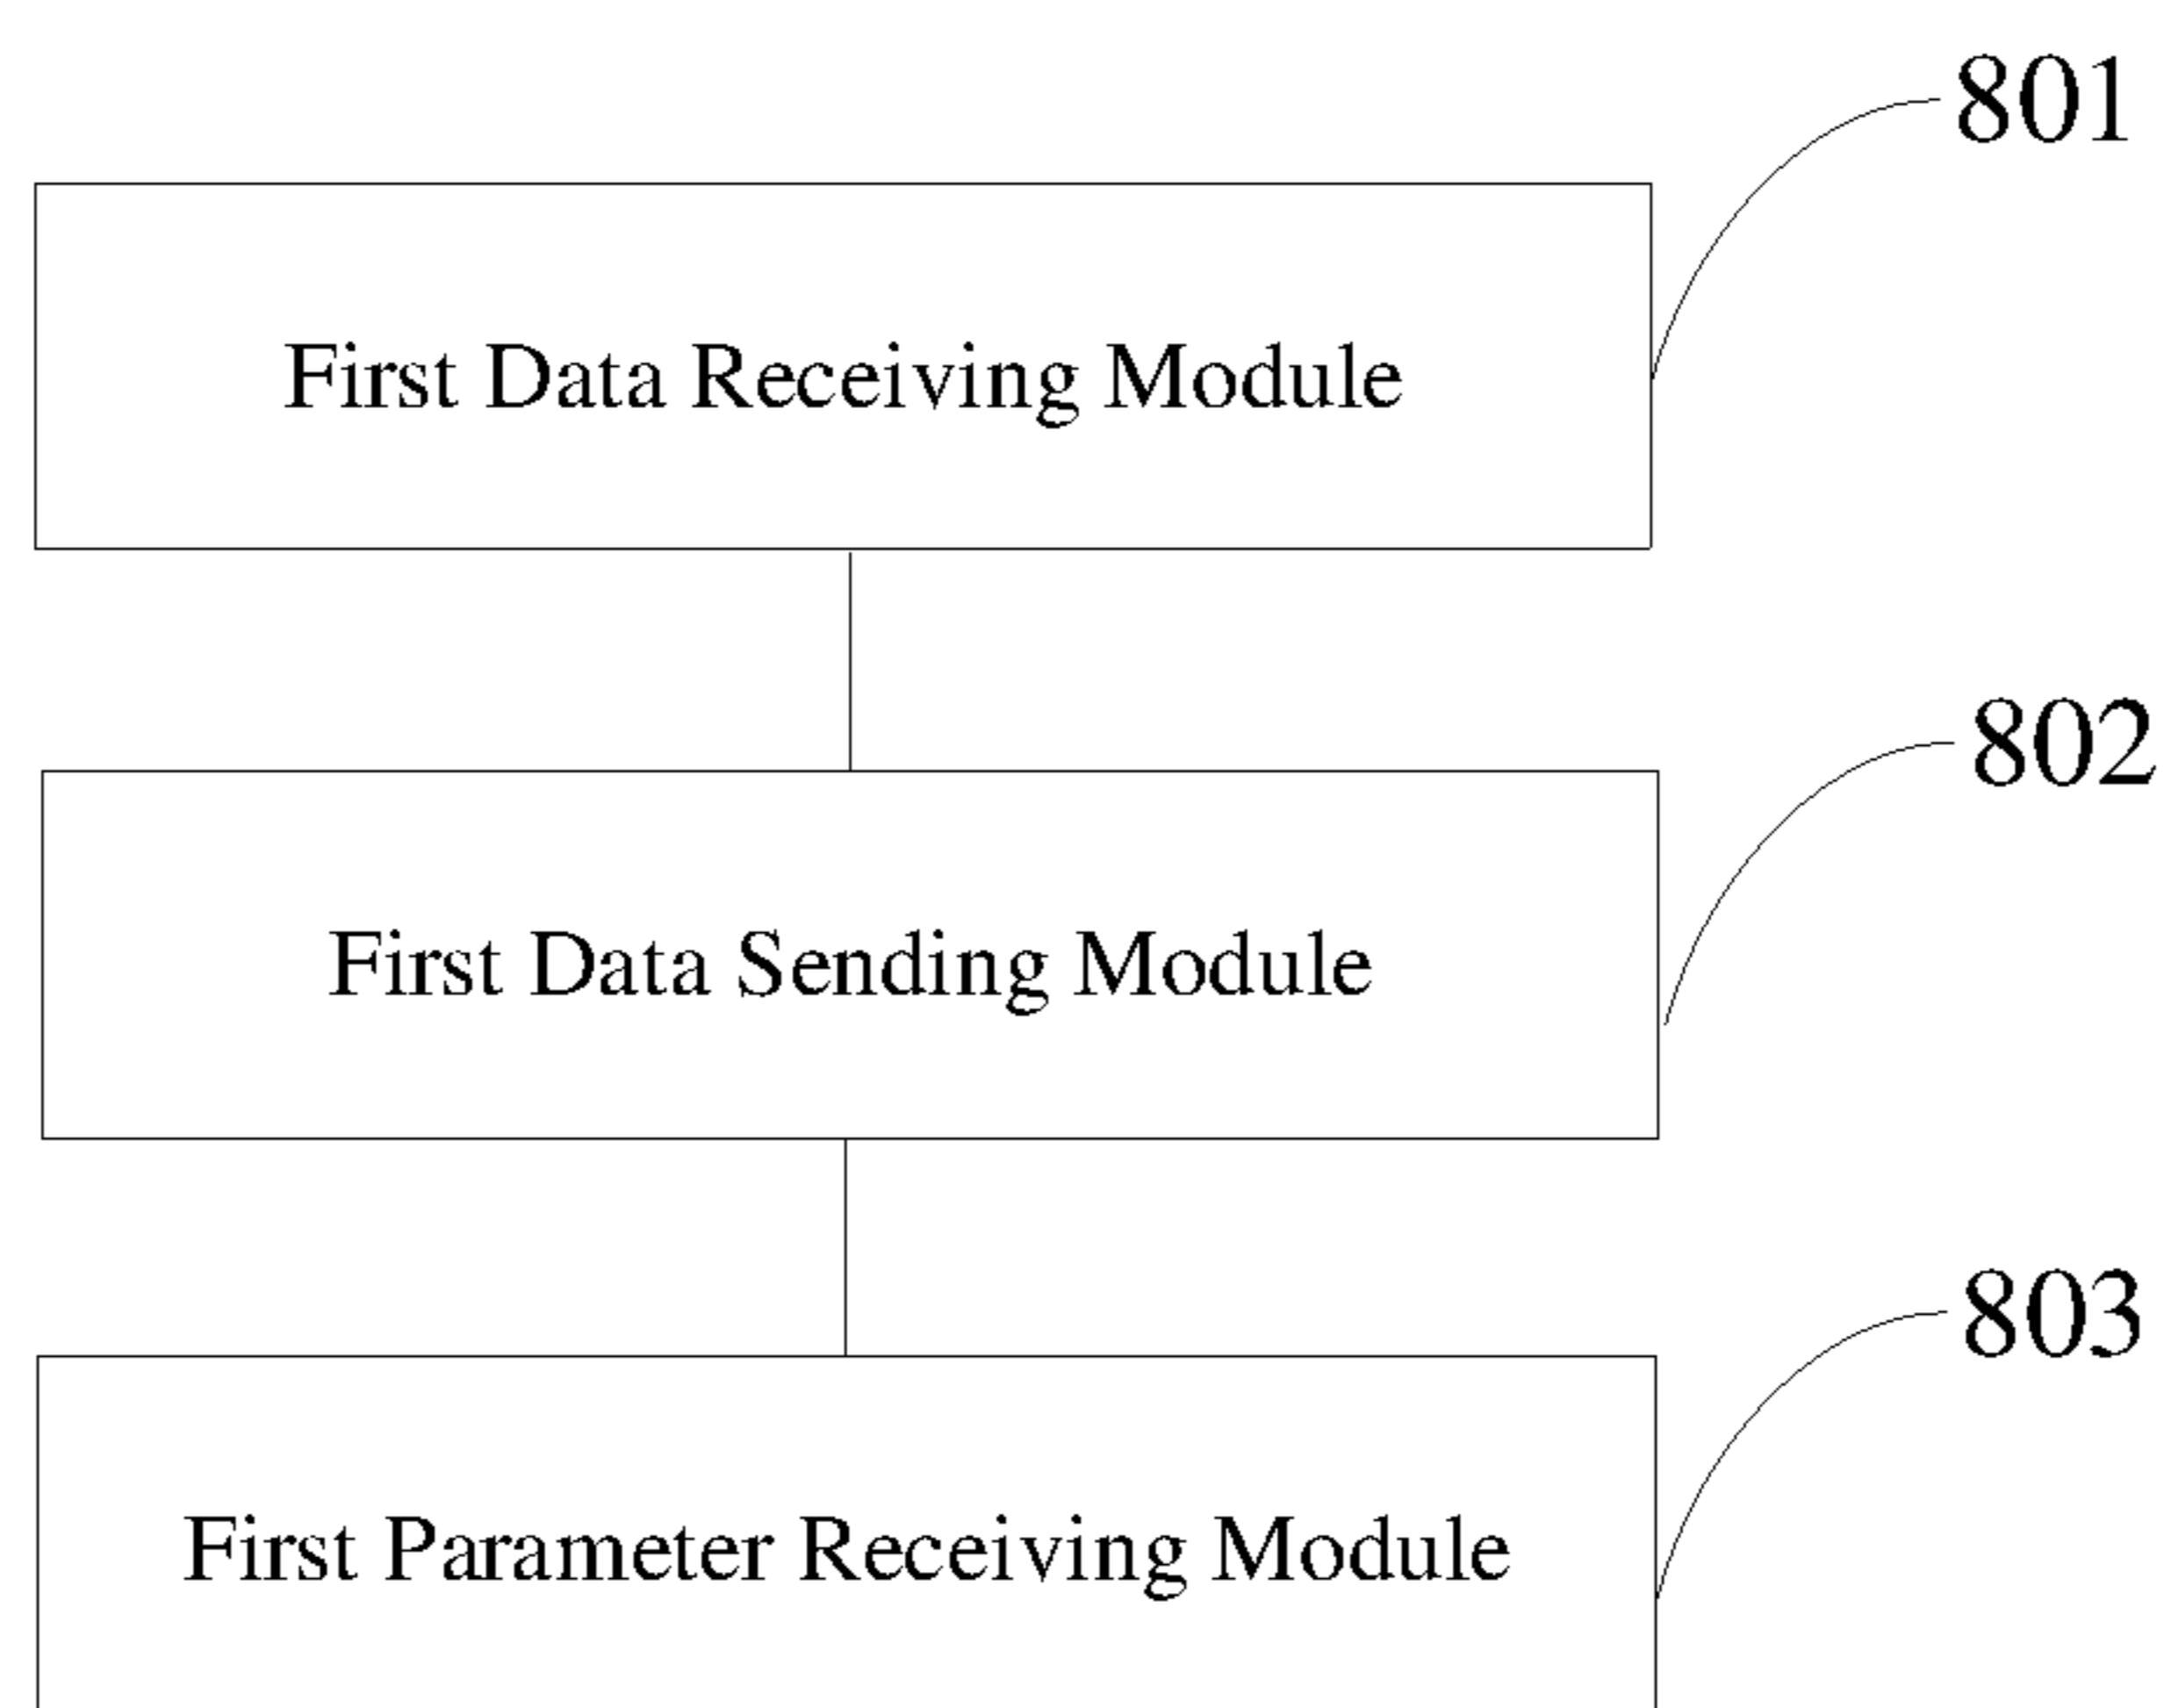 801
First Data Receiving Module
802
First Data Sending Module
803
First Parameter Receiving Module